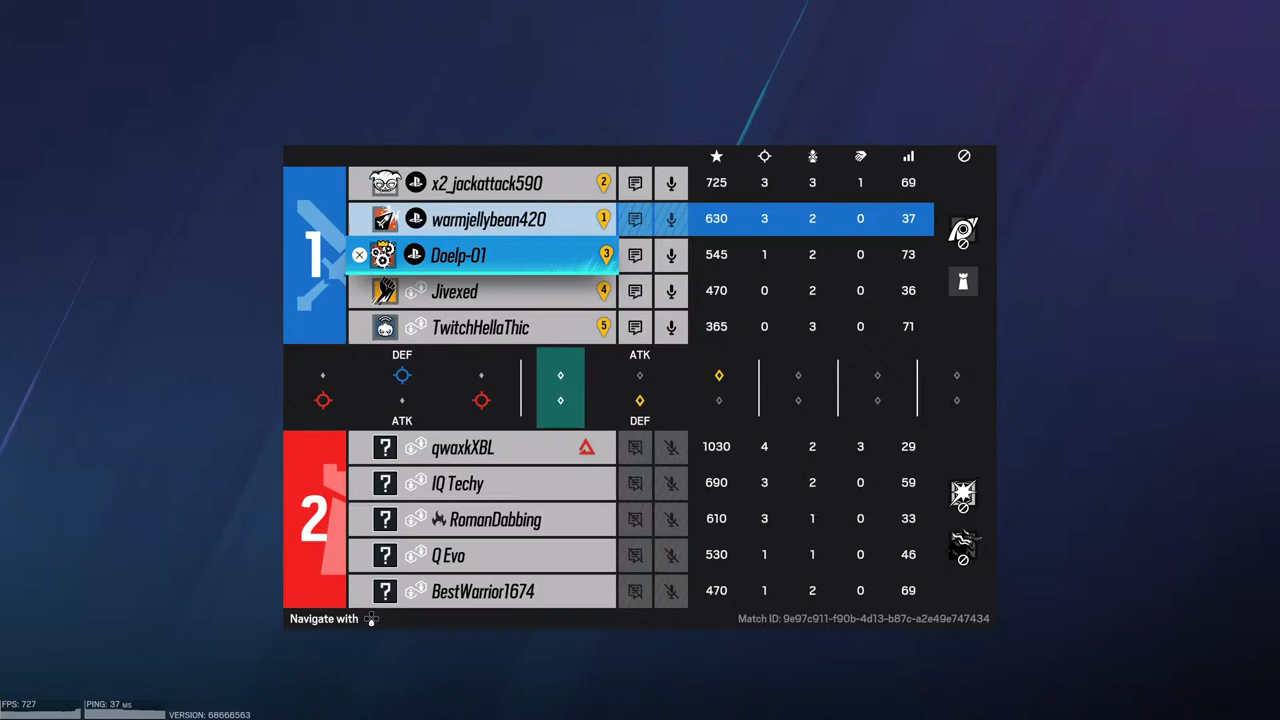 x2_jackattack590 2 725 3 3 1 69
warmjellybean420 1 630 3 2 0 37
Doelp-01 3 545 1 2 0 73
1
Jivexed 4 470 0 2 0 36
TwitchHellaThic 5 365 0 3 0 71
DEF ATK
ATK DEF
qwaxkXBL 1030 4 2 3 29
? IQ Techy 690 3 2 0 59
2
? RomanDabbing 610 3 1 0 33
? Q Evo 530 1 1 0 46
? BestWarrior1674 470 1 2 0 69
Navigate with
Match ID: 9e97c911-f90b-4d13-b87c-a2e49e747434
FPS: 727 PING: 37 MS VERSION: 68666563